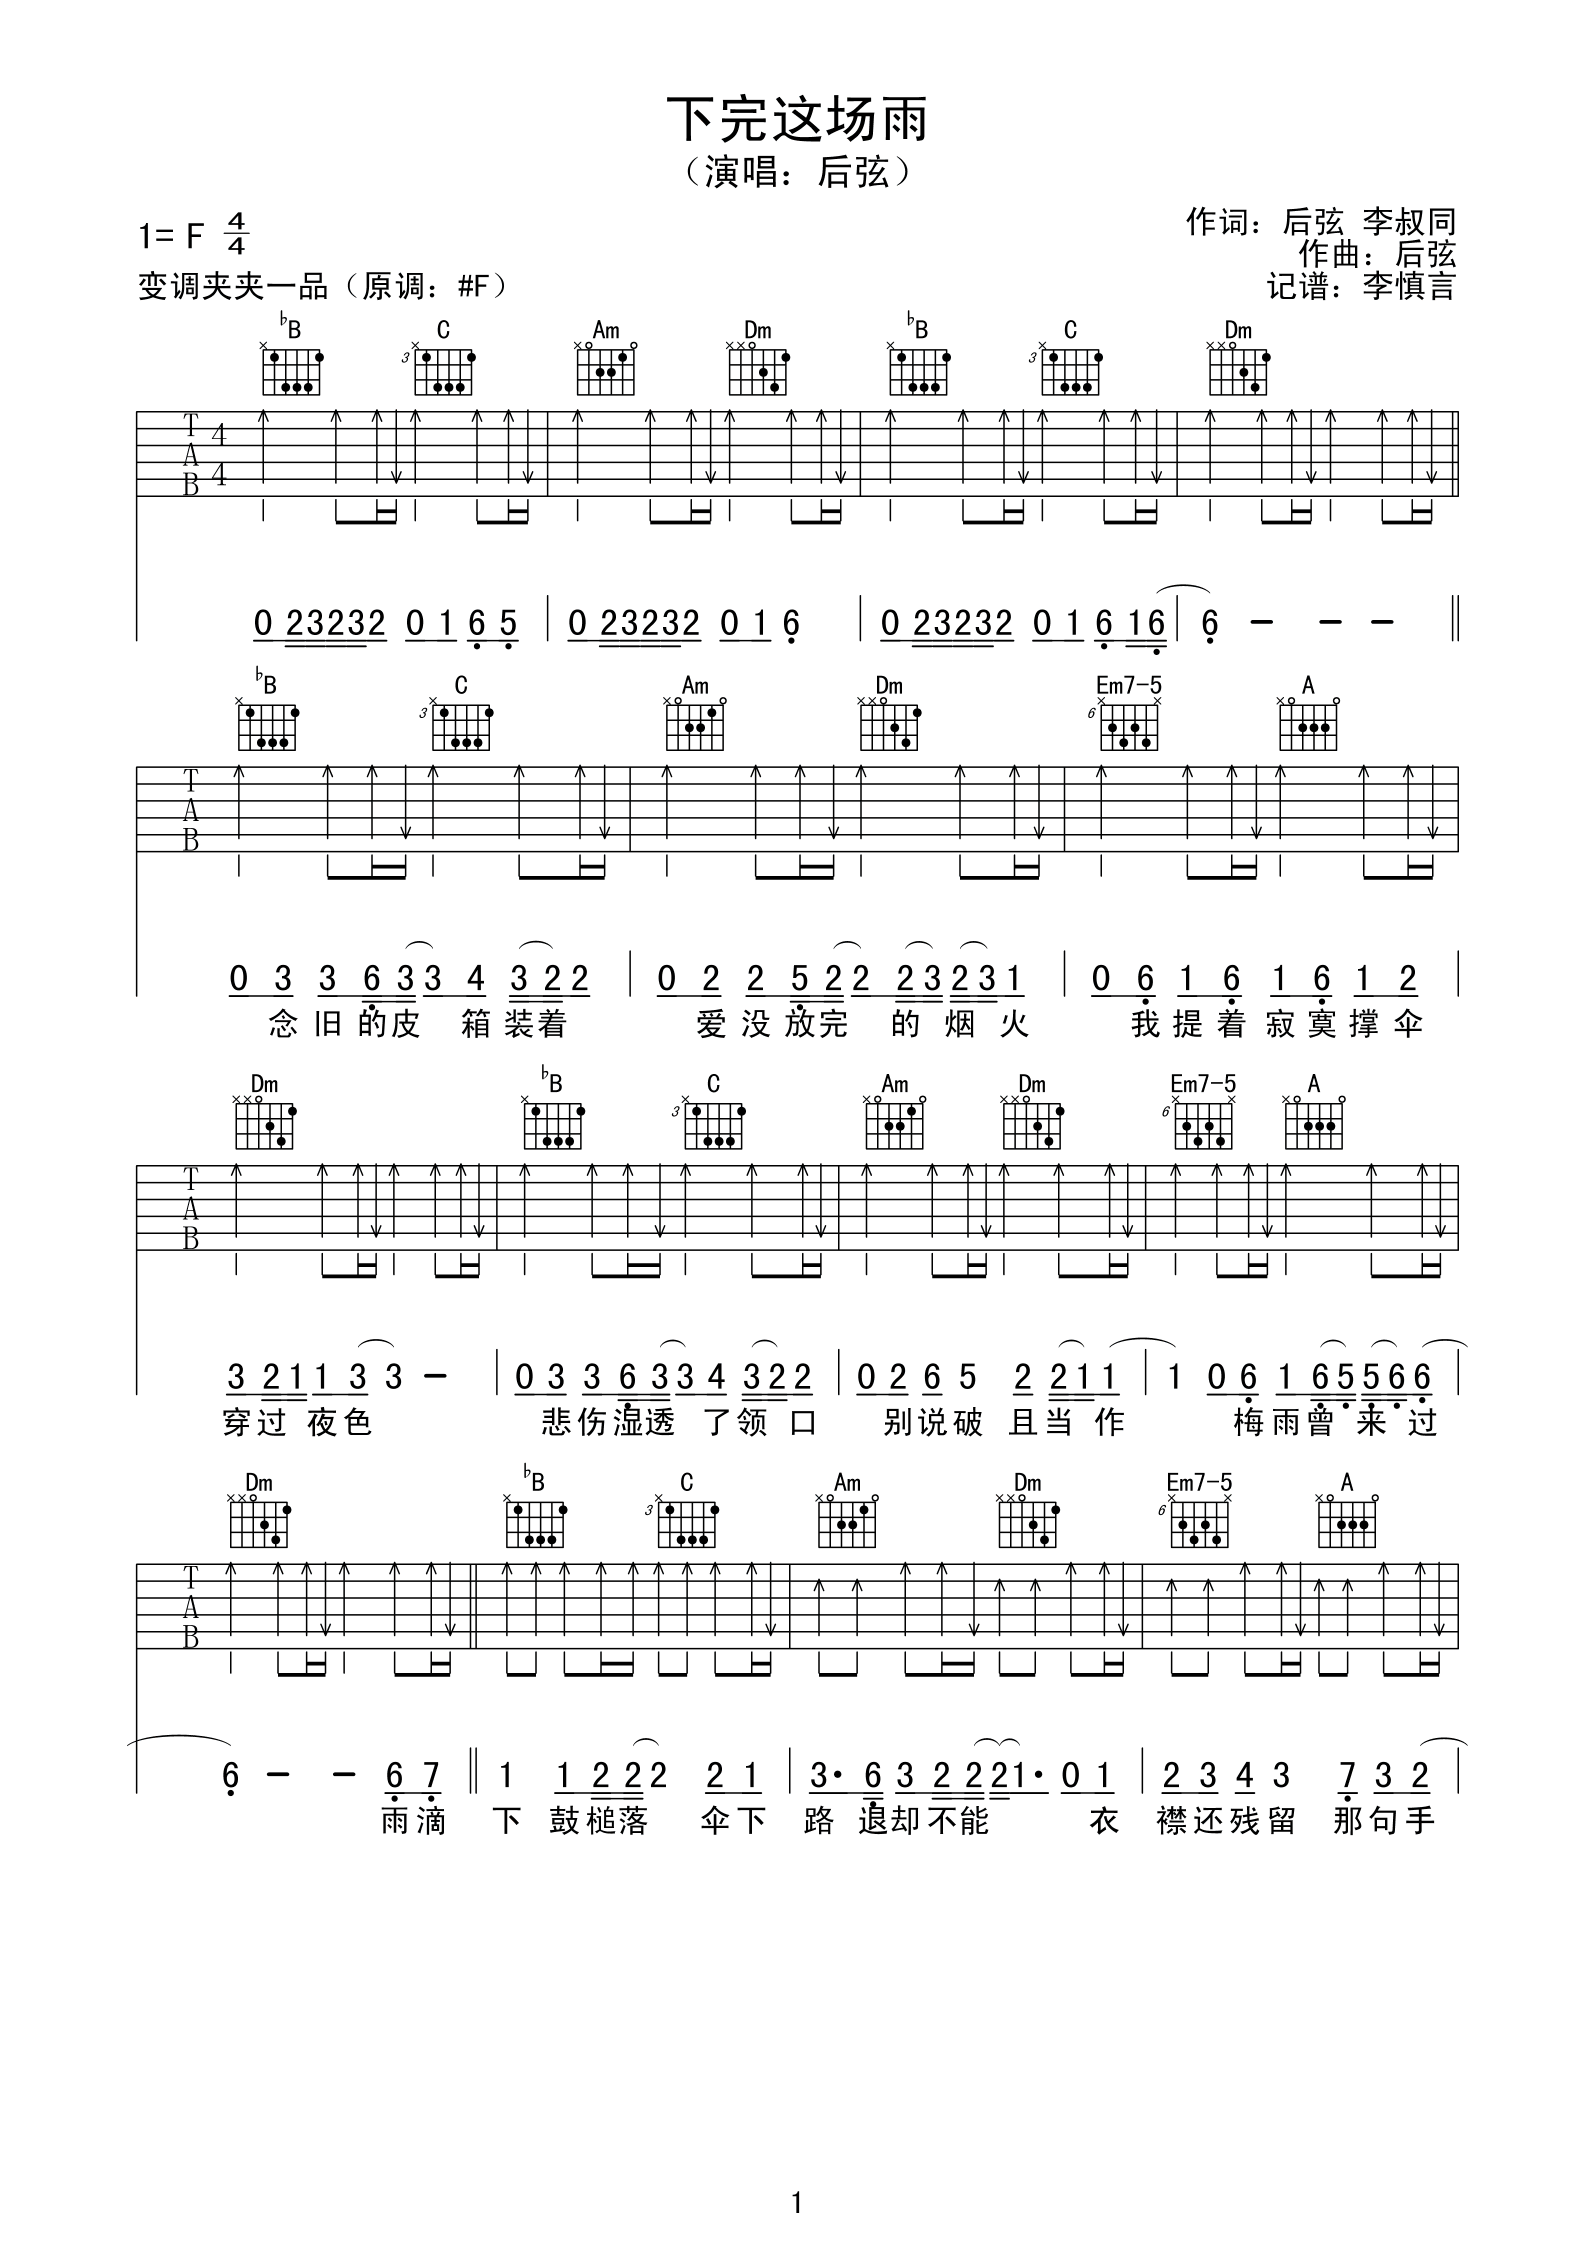 下完这场雨
（演唱：后弦）
1= F 4/4
作词：后弦 李叔同
作曲：后弦
变调夹夹一品（原调：#F）
记谱：李慎言
♭B C Am Dm ♭B C Dm
3 3
T A B 4 4
0 23232 0 1 6 5 | 0 23232 0 1 6 | 0 23232 0 1 6 16 | 6 - - - ‖
♭B C Am Dm Em7-5 A
3 6
T A B
0 3 3 6 3 3 4 3 2 2 | 0 2 2 5 2 2 2 3 2 3 1 | 0 6 1 6 1 6 1 2 |
念旧的皮 箱装着 爱没放完 的烟火 我提着寂寞撑伞
Dm ♭B C Am Dm Em7-5 A
3 6
T A B
3 2 1 1 3 3 - | 0 3 3 6 3 3 4 3 2 2 | 0 2 6 5 2 2 1 1 | 1 0 6 1 6 5 5 6 6 |
穿过夜色 悲伤湿透 了领口 别说破 且当作 梅雨曾来过
Dm ♭B C Am Dm Em7-5 A
3 6
T A B
6 - - 6 7 ‖ 1 1 2 2 2 2 1 | 3· 6 3 2 2 2 1· 0 1 | 2 3 4 3 7 3 2 |
雨滴 下 鼓槌落 伞下 路 退却不能 衣 襟还残留 那句手
1